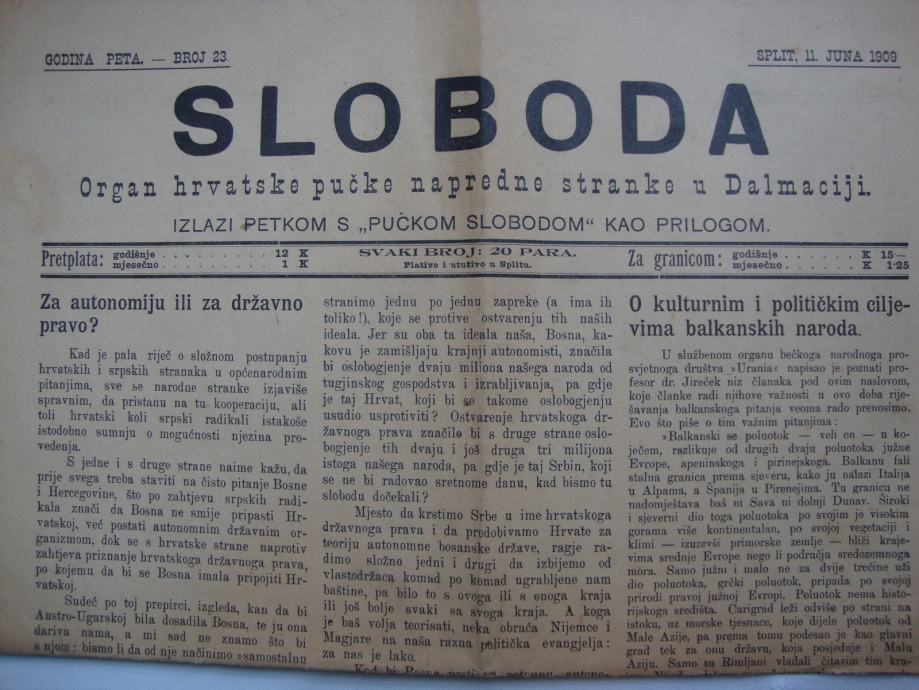 GODINA PETA. — BROJ 23.
SPLIT, 11. JUNA 1909
SLOBODA
Organ hrvatske pučke napredne stranke u Dalmaciji.
IZLAZI PETKOM S „PUČKOM SLOBODOM“ KAO PRILOGOM.
Pretplata: godišnje . . . . . . . . . . 12 K
mjesečno . . . . . . . . . . 1 K
SVAKI BROJ: 20 PARA.
Plativo i utuživo u Splitu.
Za granicom: godišnje . . . . . . K 15—
mjesečno . . . . . . K 1·25
Za autonomiju ili za državno
pravo?
Kad je pala riječ o složnom postupanju
hrvatskih i srpskih stranaka u općenarodnim
pitanjima, sve se narodne stranke izjaviše
spravnim, da pristanu na tu kooperaciju, ali
toli hrvatski koli srpski radikali istakoše
istodobno sumnju o mogućnosti njezina pro-
vedenja.
S jedne i s druge strane naime kažu, da
prije svega treba staviti na čisto pitanje Bosne
i Hercegovine, što po zahtjevu srpskih radi-
kala znači da Bosna ne smije pripasti Hr-
vatskoj, već postati autonomnim državnim or-
ganizmom, dok se s hrvatske strane naprotiv
zahtjeva priznanje hrvatskoga državnoga prava,
po kojemu da bi se Bosna imala pripojiti Hr-
vatskoj.
Sudeć po toj prepirci, izgleda, kan da bi
Austro-Ugarskoj bila dosadila Bosna, te ju ona
dariva nama, a mi sad ne znamo što bi
s njom: bismo li da od nje načinimo »samostalnu
stranimo jednu po jednu zapreke (a ima ih
toliko!), koje se protive ostvarenju tih naših
ideala. Jer su oba ta ideala naša, Bosna, ka-
kovu je zamišljaju krajnji autonomisti, značila
bi oslobogjenje dvaju miliona našega naroda od
tugjinskog gospodstva i izrabljivanja, pa gdje
je taj Hrvat, koji bi se takome oslobogjenju
usudio usprotiviti? Ostvarenje hrvatskoga dr-
žavnoga prava značilo bi s druge strane oslo-
bogjenje tih dvaju i još druga tri milijona
istoga našega naroda, pa gdje je taj Srbin, koji
se ne bi radovao sretnome danu, kad bismo tu
slobodu dočekali?
Mjesto da krstimo Srbe u ime hrvatskoga
državnoga prava i da predobivamo Hrvate za
teoriju autonomne bosanske države, ragje ra-
dimo složno jedni i drugi da izbijemo od
vlastodržaca komad po komad ugrabljene nam
baštine, pa bilo to s ovoga ili s enoga kraja
ili još bolje svaki sa svoga kraja. A koga
je baš volja teorisati, neka obraća Nijemce i
Magjare na naša razna politička evangjelja:
za nas je lako.
Kad bi Bosna postigla potpunu autono-
O kulturnim i političkim cilje-
vima balkanskih naroda.
U službenom organu bečkoga narodnoga pro-
svjetnoga društva »Urania« napisao je poznati pro-
fesor dr. Jireček niz članaka pod ovim naslovom,
koje članke radi njihove važnosti u ovo doba rije-
šavanja balkanskoga pitanja veoma rado prenosimo.
Evo što piše o tim važnim pitanjima:
»Balkanski se poluotok — veli on — u ko-
ječem, razlikuje od drugih dvaju poluotoka južne
Evrope, apeninskoga i pirinejskoga. Balkanu fali
stalna granica prema sjeveru, kako ju nalazi Italija
u Alpama, a Španija u Pirenejima. Tu granicu ne
nadomještava baš ni Sava ni dolnji Dunav. Široki
i sjeverni dio toga poluotoka po svojim je visokim
gorama više kontinentalan, po svojoj vegetaciji i
klimi — izuzevši primorske zemlje — bliži kraje-
vima srednje Evrope nego li području sredozemnoga
mora. Samo južni i malo ne za dvije trećine uži
dio poluotoka, grčki poluotok, pripada po svojoj
prirodi pravoj južnoj Evropi. Poluotok nema histo-
rijskoga središta. Carigrad leži odviše po strani na
istoku, uz morske tjesnace, koje dijele poluotok od
Male Azije, pa prema tomu podesan je kao glavni
grad tek za onu državu, koja posjeduje i Malu
Aziju. Samo su Rimljani vladali čitavim tim kra-